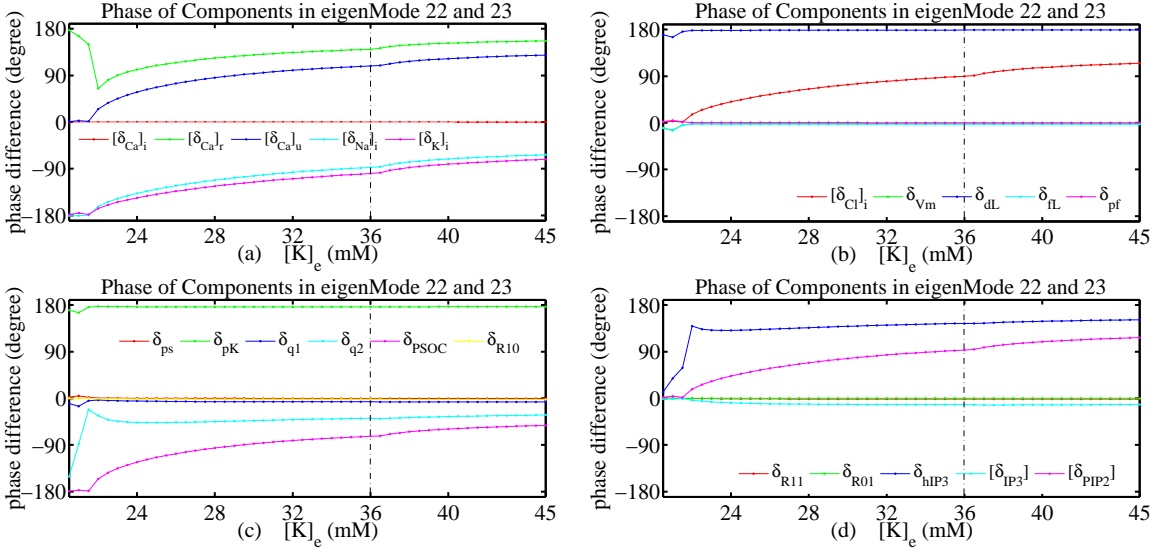 Phase of Components in eigenMode 22 and 23
phase difference (degree)
180
90
0
−90
−180
[δCa]i [δCa]r [δCa]u [δNa]i [δK]i
24 28 32 36 40 45
(a) [K]e (mM)
Phase of Components in eigenMode 22 and 23
phase difference (degree)
180
90
0
−90
−180
[δCl]i δVm δdL δfL δpf
24 28 32 36 40 45
(b) [K]e (mM)
Phase of Components in eigenMode 22 and 23
phase difference (degree)
180
90
0
−90
−180
δps δpK δq1 δq2 δPSOC δR10
24 28 32 36 40 45
(c) [K]e (mM)
Phase of Components in eigenMode 22 and 23
phase difference (degree)
180
90
0
−90
−180
δR11 δR01 δhIP3 [δIP3] [δPIP2]
24 28 32 36 40 45
(d) [K]e (mM)